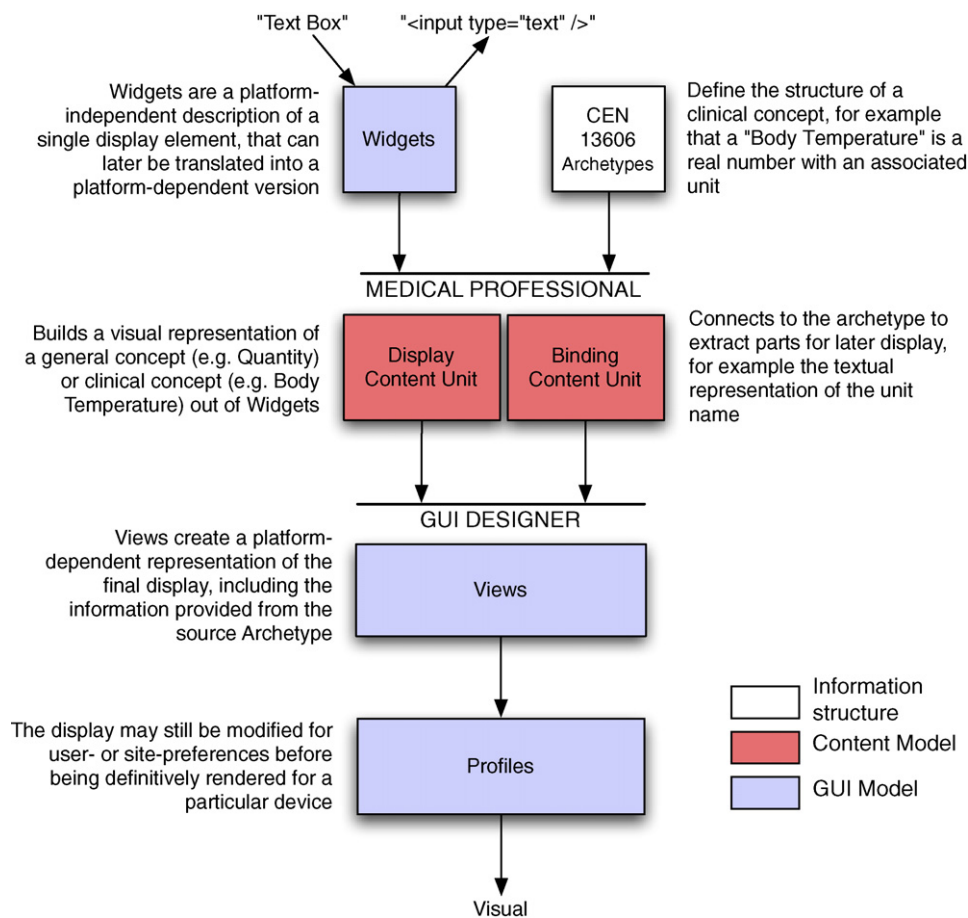 "Text Box"
"<input type="text" />"
Widgets are a platform-
independent description of a
single display element, that can
later be translated into a
platform-dependent version
Widgets
CEN
13606
Archetypes
Define the structure of a
clinical concept, for example
that a "Body Temperature" is a
real number with an associated
unit
MEDICAL PROFESSIONAL
Builds a visual representation of
a general concept (e.g. Quantity)
or clinical concept (e.g. Body
Temperature) out of Widgets
Display
Content Unit
Binding
Content Unit
Connects to the archetype to
extract parts for later display,
for example the textual
representation of the unit
name
GUI DESIGNER
Views create a platform-
dependent representation of the
final display, including the
information provided from the
source Archetype
Views
The display may still be modified for
user- or site-preferences before
being definitively rendered for a
particular device
Profiles
Information
structure
Content Model
GUI Model
Visual